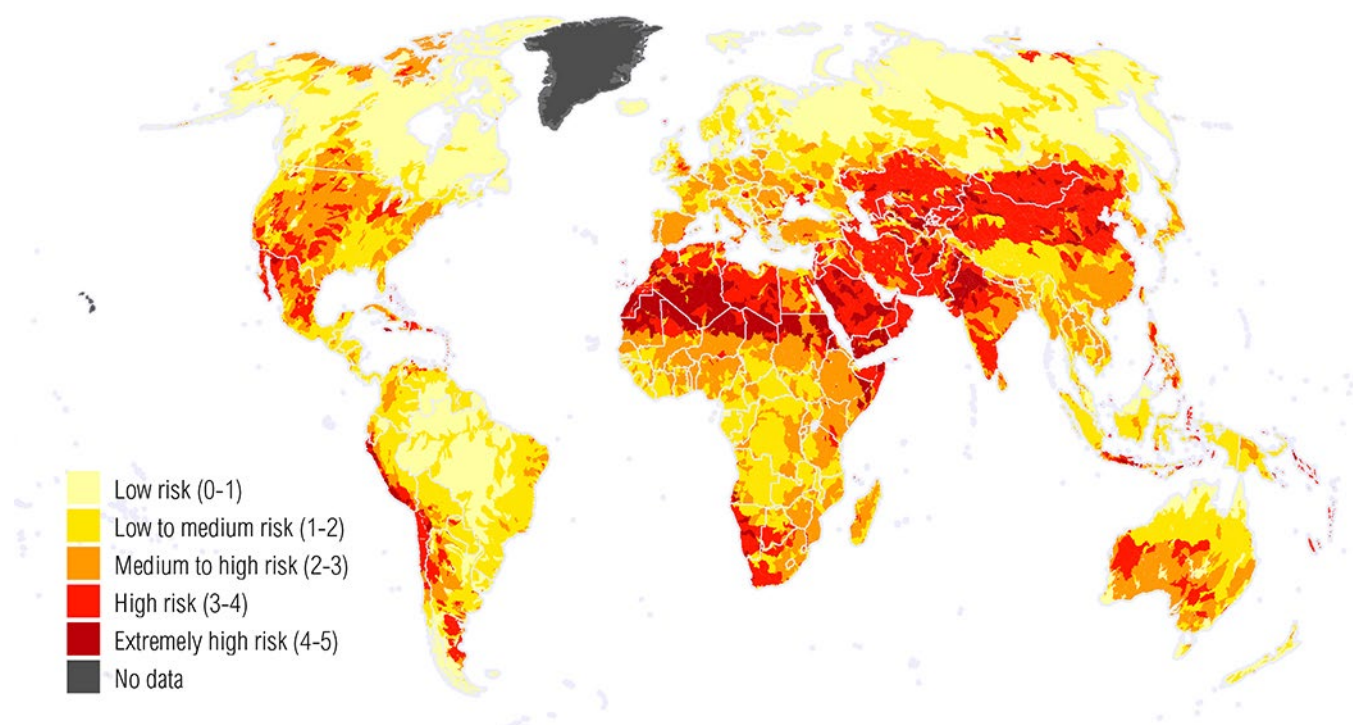 Low risk (0-1)
Low to medium risk (1-2)
Medium to high risk (2-3)
High risk (3-4)
Extremely high risk (4-5)
No data